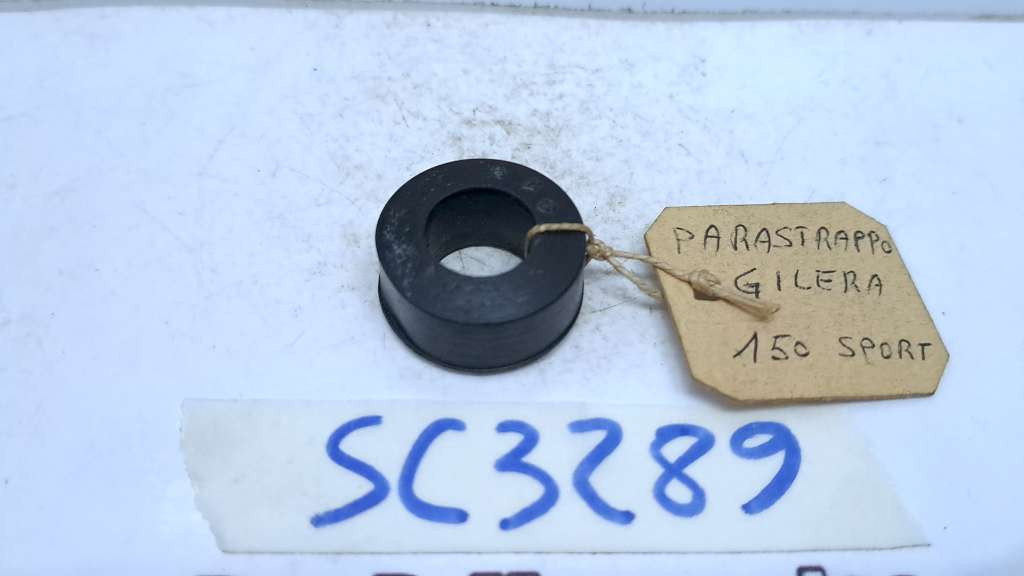 PARASTRAPPO
GILERA
150 SPORT
SC3289